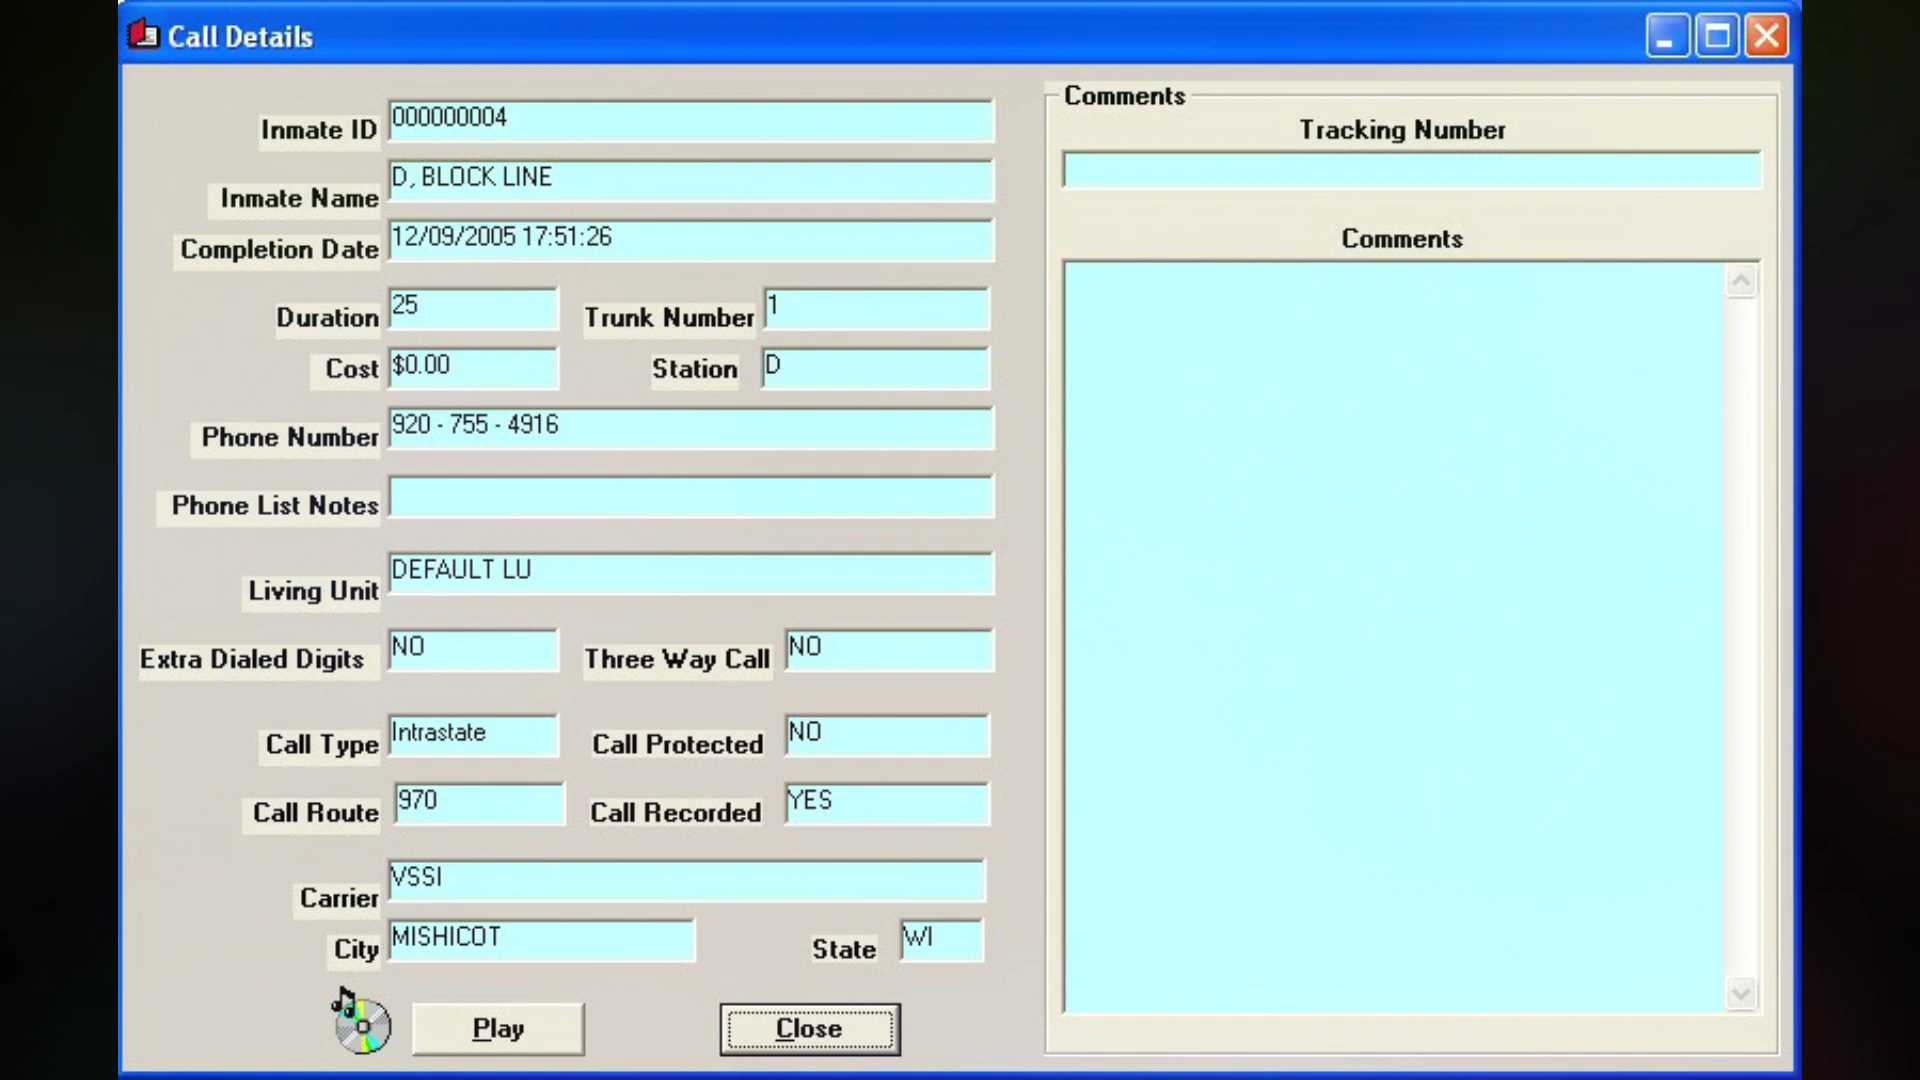 Call Details
Inmate ID 000000004
Inmate Name D, BLOCK LINE
Completion Date 12/09/2005 17:51:26
Duration 25 Trunk Number 1
Cost $0.00 Station D
Phone Number 920 - 755 - 4916
Phone List Notes
Living Unit DEFAULT LU
Extra Dialed Digits NO Three Way Call NO
Call Type Intrastate Call Protected NO
Call Route 970 Call Recorded YES
Carrier VSSI
City MISHICOT State WI
Play Close
Comments
Tracking Number
Comments